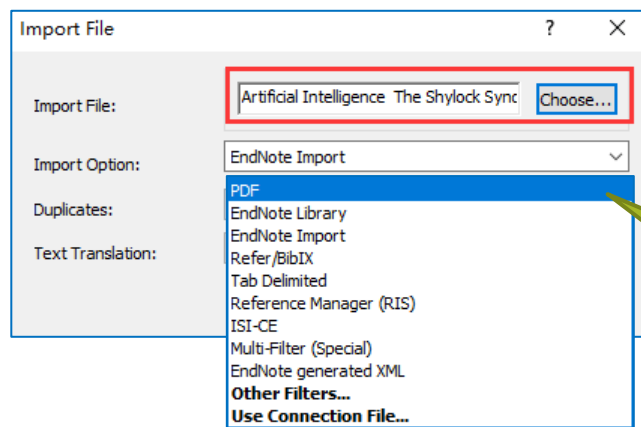 Import File ? ×
Import File:
Artificial Intelligence The Shylock Sync
Choose...
Import Option:
EndNote Import
Duplicates:
Text Translation:
PDF
EndNote Library
EndNote Import
Refer/BibIX
Tab Delimited
Reference Manager (RIS)
ISI-CE
Multi-Filter (Special)
EndNote generated XML
Other Filters...
Use Connection File...